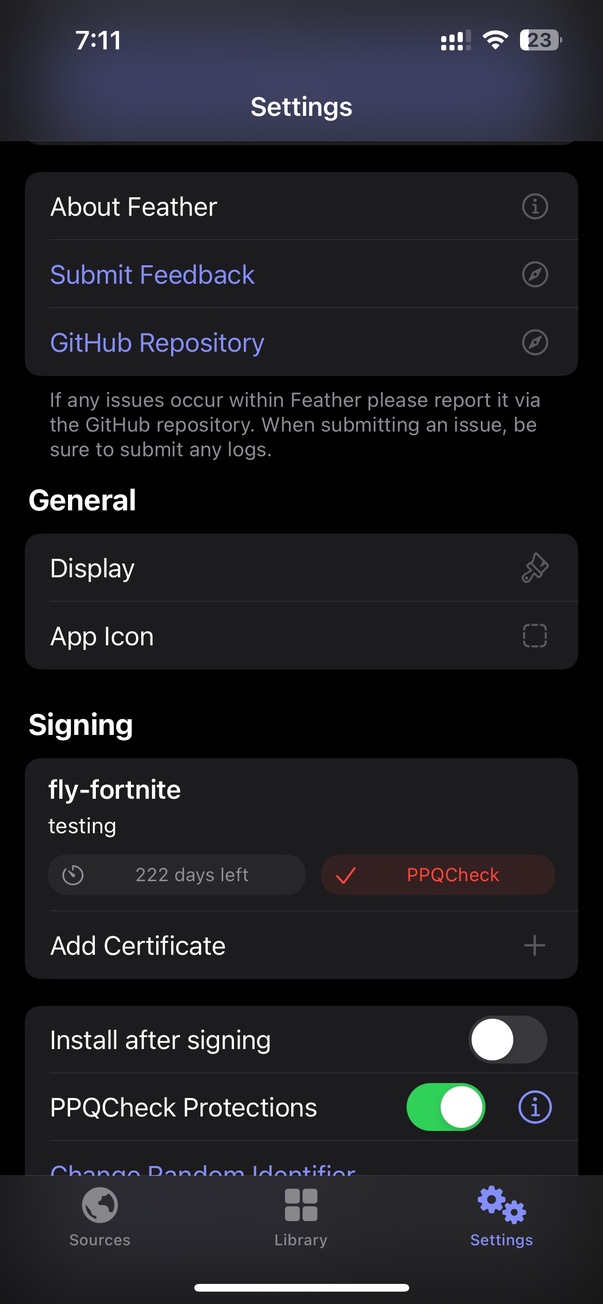 7:11
23
Settings
About Feather
Submit Feedback
GitHub Repository
If any issues occur within Feather please report it via
the GitHub repository. When submitting an issue, be
sure to submit any logs.
General
Display
App Icon
Signing
fly-fortnite
testing
222 days left
PPQCheck
Add Certificate
Install after signing
PPQCheck Protections
Change Random Identifier
Sources
Library
Settings